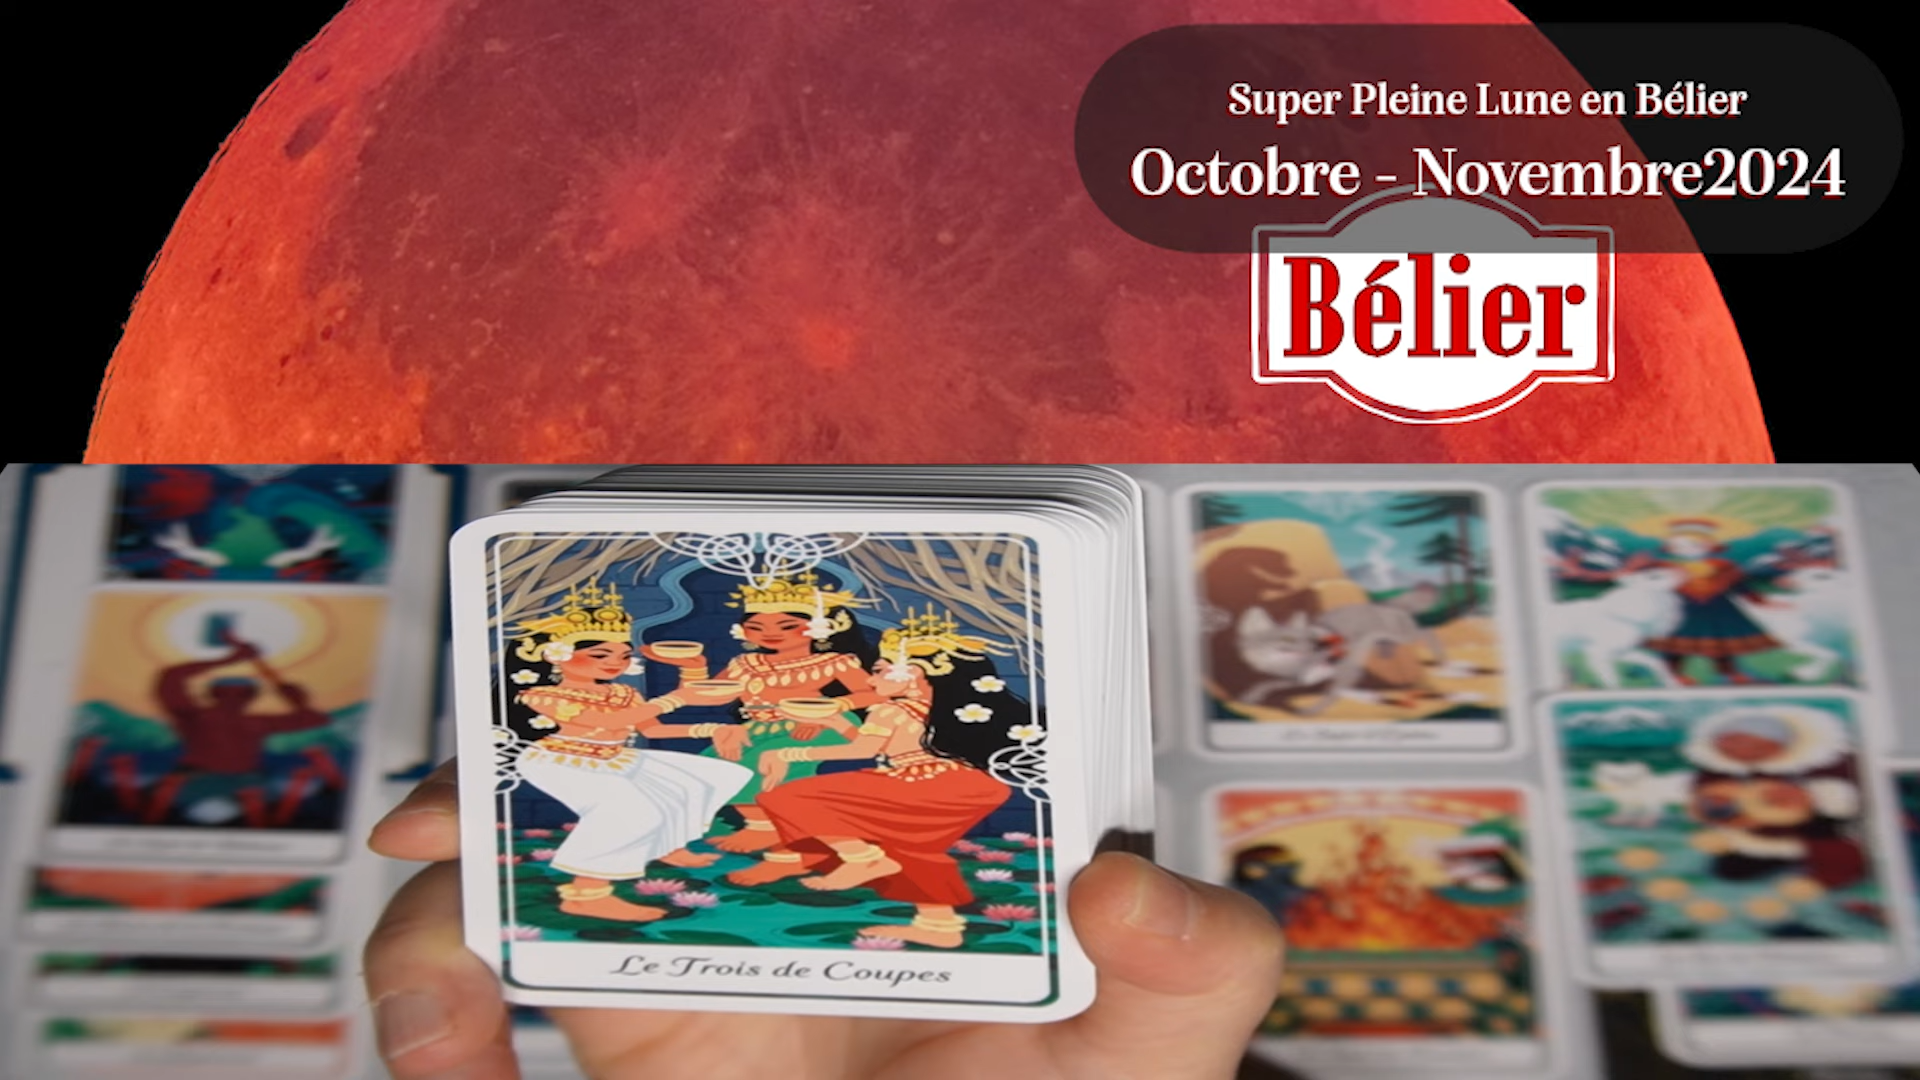 Super Pleine Lune en Bélier
Octobre - Novembre2024
Bélier
Le Trois de Coupes